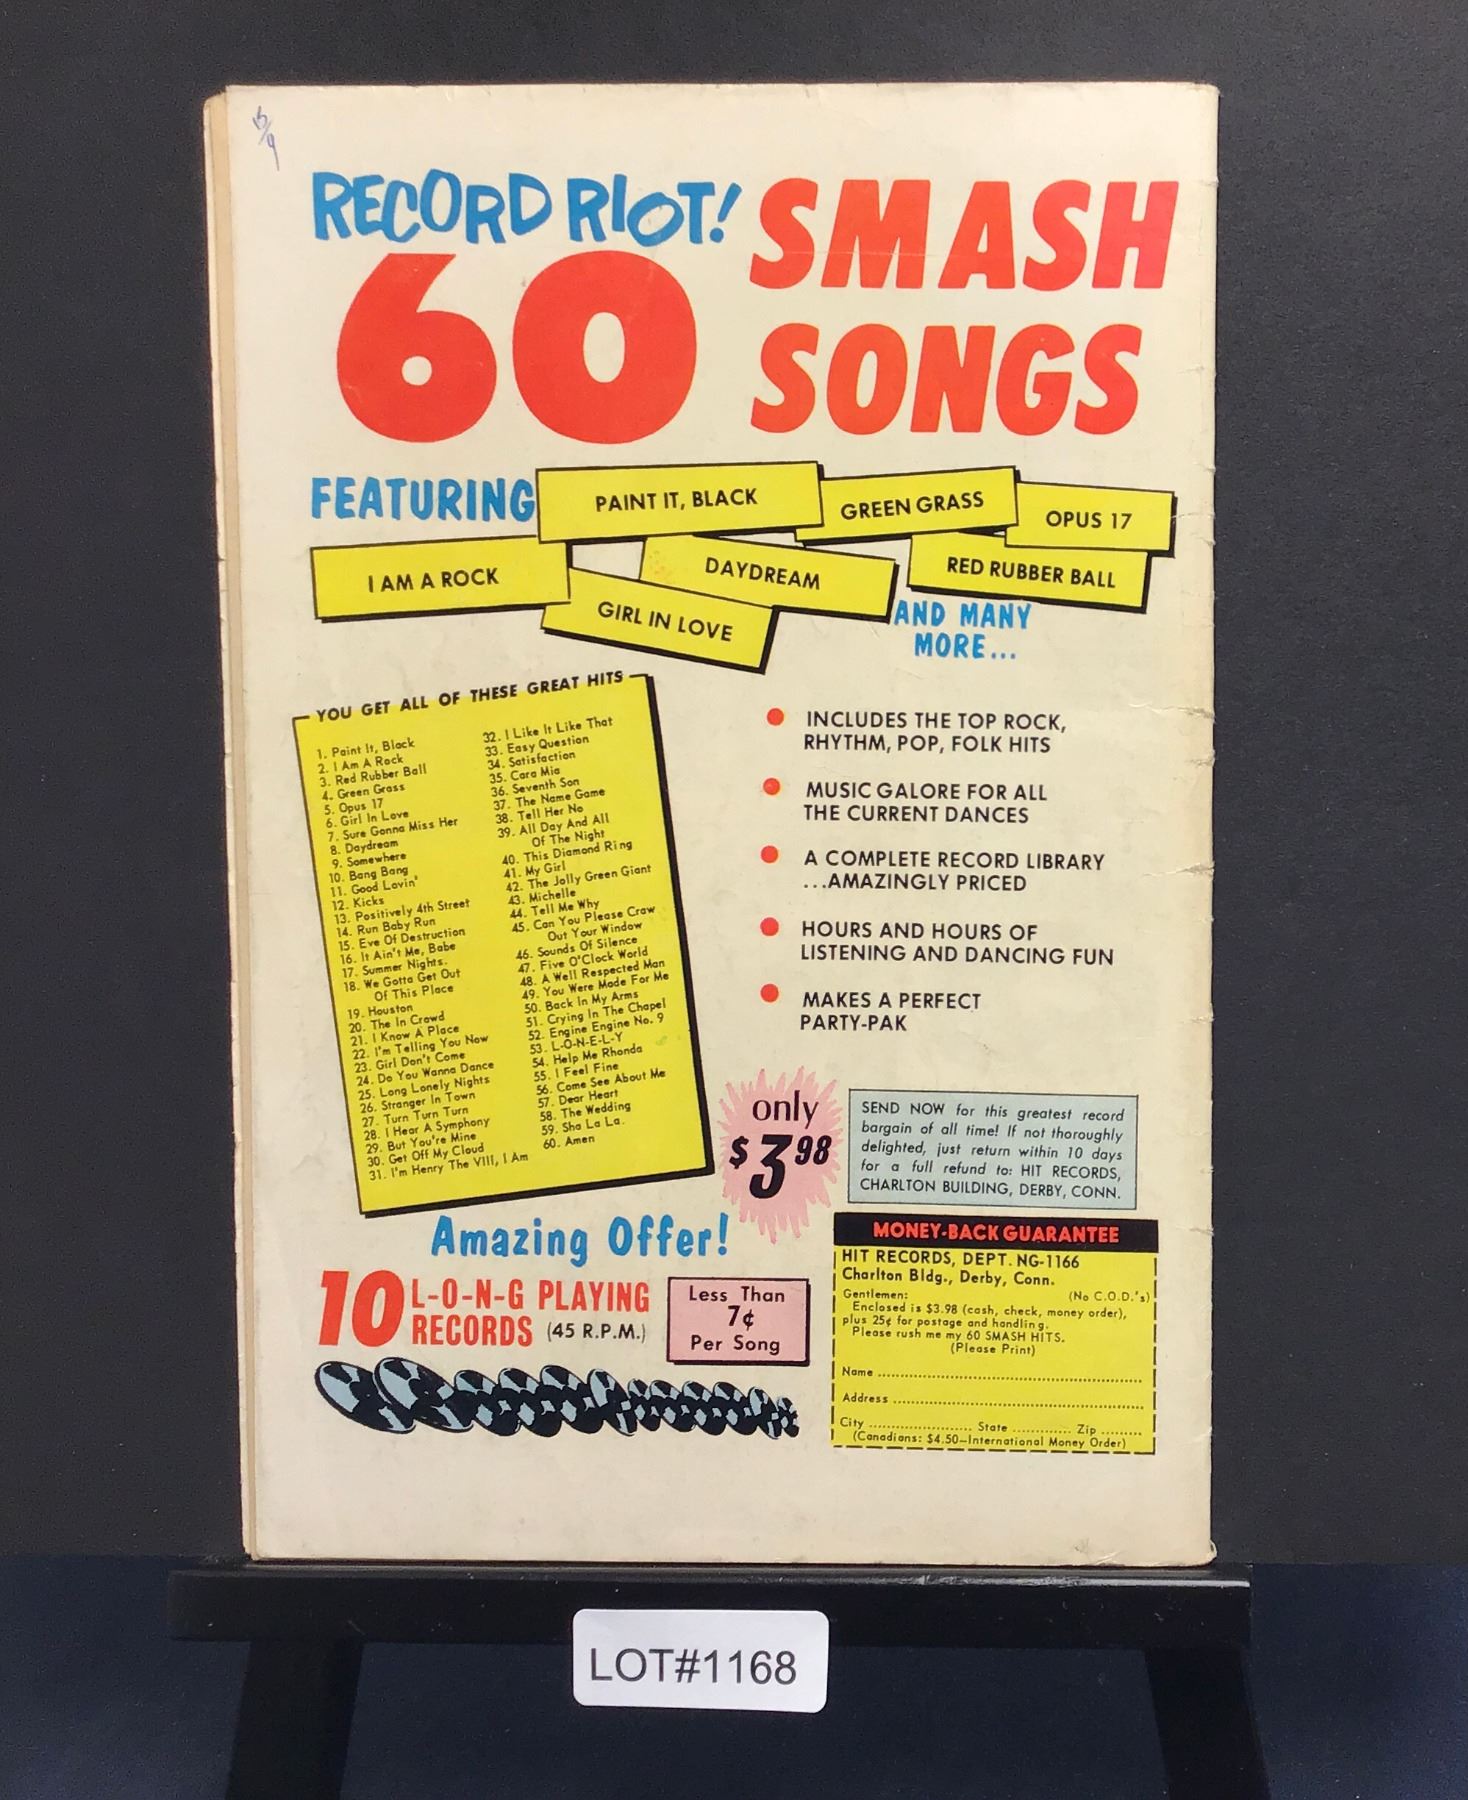 RECORD RIOT!
60
SMASH
SONGS
FEATURING
PAINT IT, BLACK
GREEN GRASS
OPUS 17
I AM A ROCK
DAYDREAM
RED RUBBER BALL
GIRL IN LOVE
AND MANY
MORE...
YOU GET ALL OF THESE GREAT HITS
1. Paint It, Black
2. I Am A Rock
3. Red Rubber Ball
4. Green Grass
5. Opus 17
6. Girl In Love
7. Sure Gonna Miss Her
8. Daydream
9. Somewhere
10. Bang Bang
11. Good Lovin'
12. Kicks
13. Positively 4th Street
14. Run Baby Run
15. Eve Of Destruction
16. It Ain't Me, Babe
17. Summer Nights.
18. We Gotta Get Out
Of This Place
19. Houston
20. The In Crowd
21. I Know A Place
22. I'm Telling You Now
23. Girl Don't Come
24. Do You Wanna Dance
25. Long Lonely Nights
26. Stranger In Town
27. Turn Turn Turn
28. I Hear A Symphony
29. But You're Mine
30. Get Off My Cloud
31. I'm Henry The VIII, I Am
32. I Like It Like That
33. Easy Question
34. Satisfaction
35. Cara Mia
36. Seventh Son
37. The Name Game
38. Tell Her No
39. All Day And All
Of The Night
40. This Diamond Ring
41. My Girl
42. The Jolly Green Giant
43. Michelle
44. Tell Me Why
45. Can You Please Craw
Out Your Window
46. Sounds Of Silence
47. Five O'Clock World
48. A Well Respected Man
49. You Were Made For Me
50. Back In My Arms
51. Crying In The Chapel
52. Engine Engine No. 9
53. L-O-N-E-L-Y
54. Help Me Rhonda
55. I Feel Fine
56. Come See About Me
57. Dear Heart
58. The Wedding
59. Sha La La.
60. Amen
INCLUDES THE TOP ROCK,
RHYTHM, POP, FOLK HITS
MUSIC GALORE FOR ALL
THE CURRENT DANCES
A COMPLETE RECORD LIBRARY
...AMAZINGLY PRICED
HOURS AND HOURS OF
LISTENING AND DANCING FUN
MAKES A PERFECT
PARTY-PAK
only
$3.98
SEND NOW for this greatest record
bargain of all time! If not thoroughly
delighted, just return within 10 days
for a full refund to: HIT RECORDS,
CHARLTON BUILDING, DERBY, CONN.
Amazing Offer!
10 L-O-N-G PLAYING
RECORDS (45 R.P.M.)
Less Than
7¢
Per Song
MONEY-BACK GUARANTEE
HIT RECORDS, DEPT. NG-1166
Charlton Bldg., Derby, Conn.
Gentlemen: (No C.O.D.'s)
Enclosed is $3.98 (cash, check, money order),
plus 25¢ for postage and handling.
Please rush me my 60 SMASH HITS.
(Please Print)
Name
Address
City State Zip
(Canadians: $4.50—International Money Order)
LOT#1168